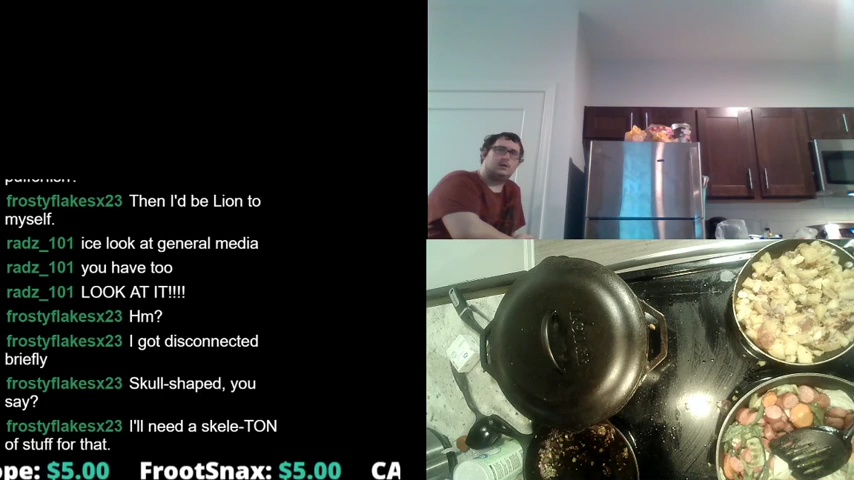 frostyflakesx23 Then I'd be Lion to
myself.
radz_101 ice look at general media
radz_101 you have too
radz_101 LOOK AT IT!!!!
frostyflakesx23 Hm?
frostyflakesx23 I got disconnected
briefly
frostyflakesx23 Skull-shaped, you
say?
frostyflakesx23 I'll need a skele-TON
of stuff for that.
ope: $5.00 FrootSnax: $5.00 CA